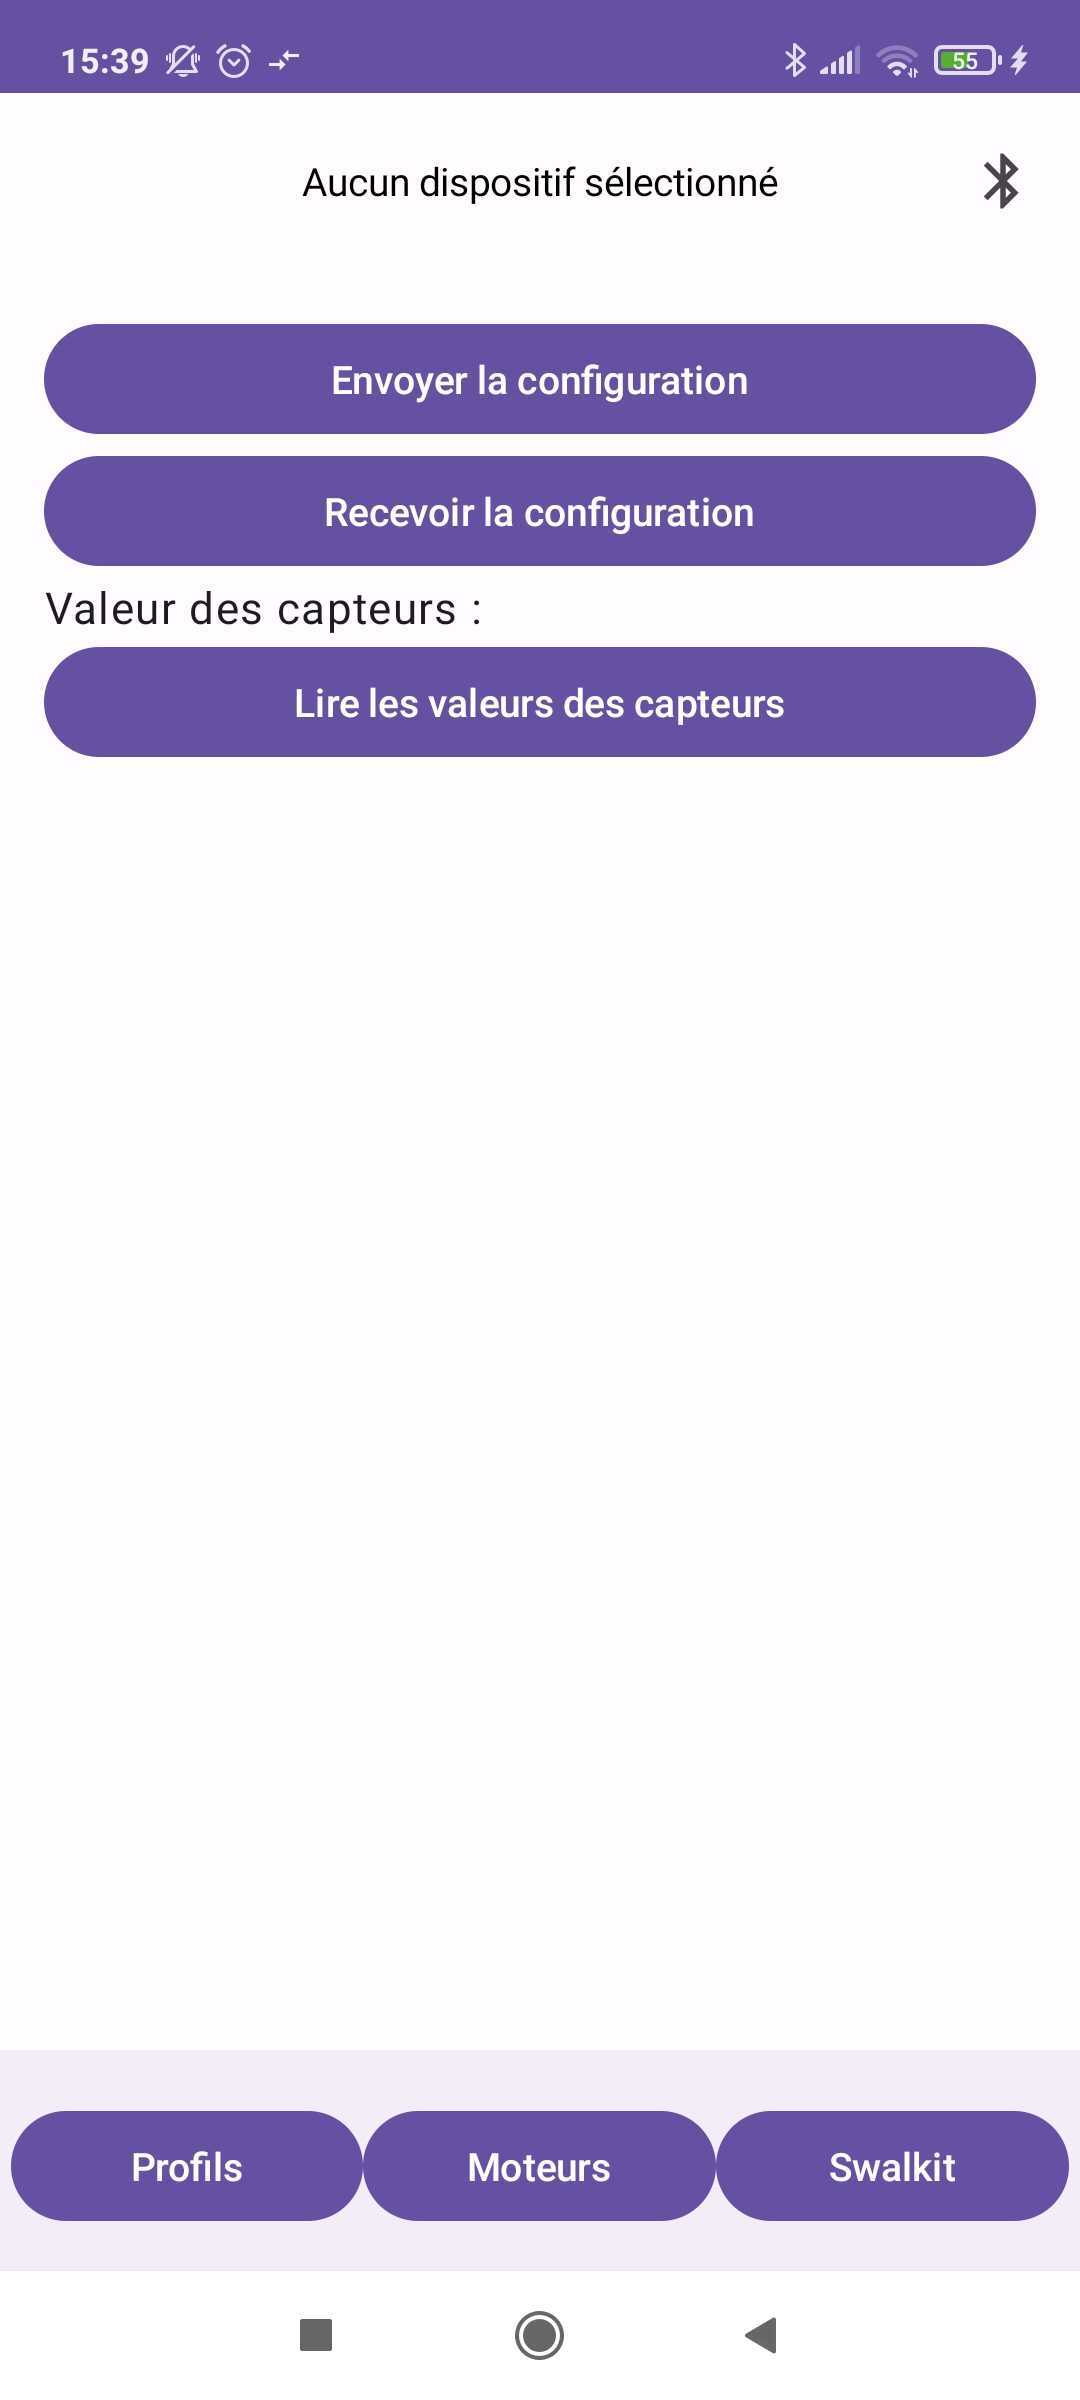 15:39
55
Aucun dispositif sélectionné
Envoyer la configuration
Recevoir la configuration
Valeur des capteurs :
Lire les valeurs des capteurs
Profils
Moteurs
Swalkit